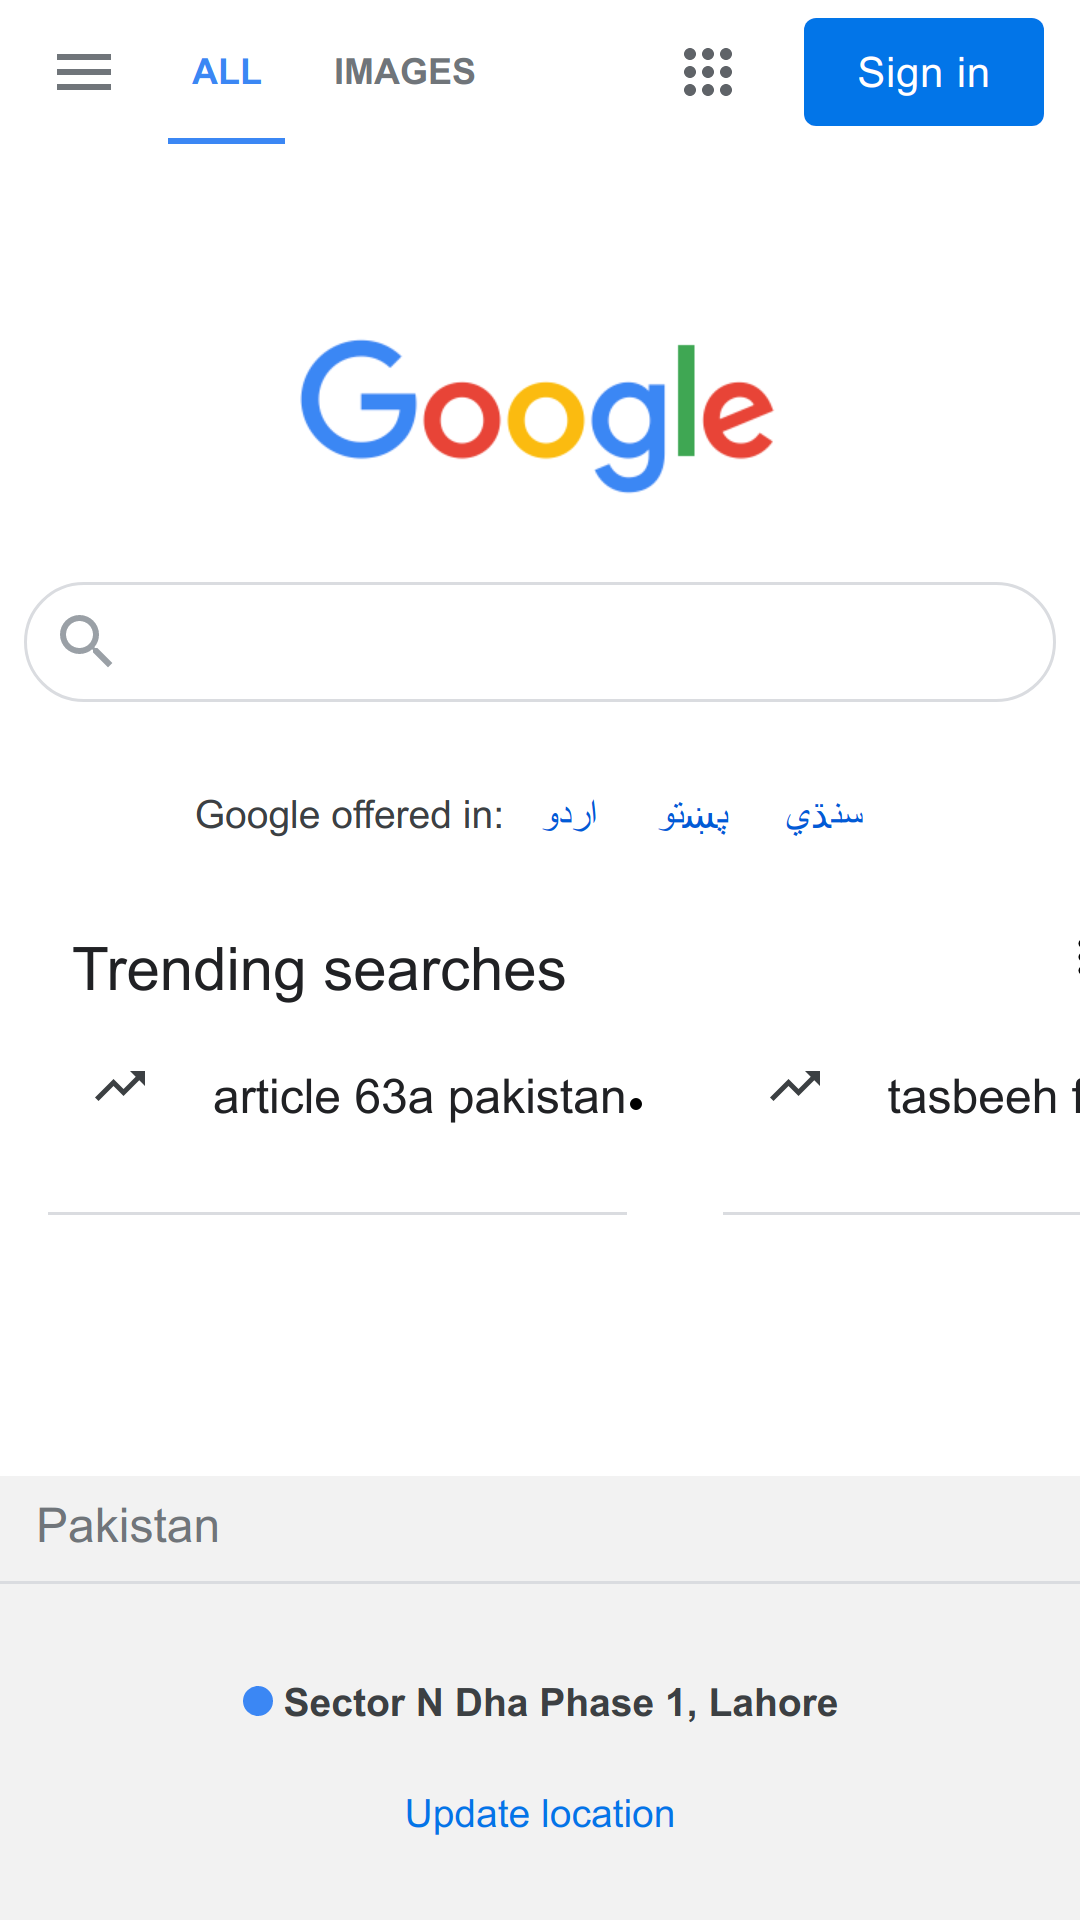 ALL IMAGES Sign in
Google
Google offered in: اردو پښتو سنڌي
Trending searches
article 63a pakistan tasbeeh
Pakistan
Sector N Dha Phase 1, Lahore
Update location